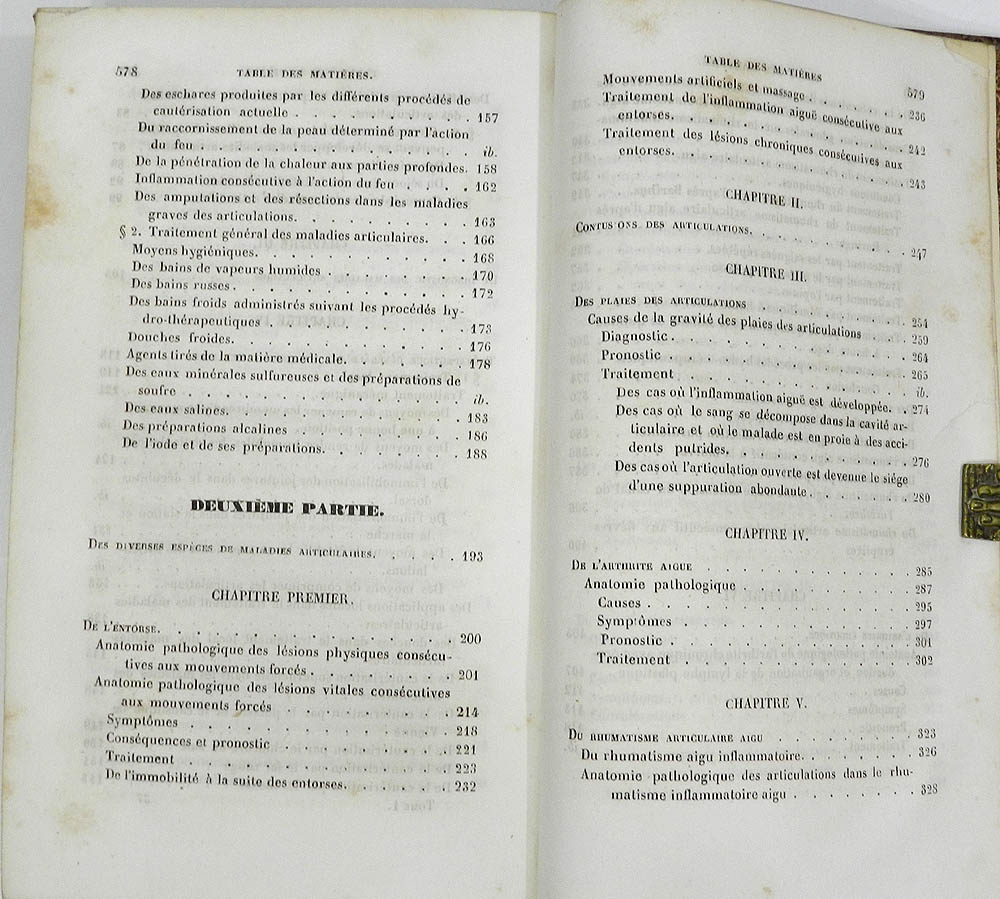 578 TABLE DES MATIÈRES.
Des eschares produites par les différents procédés de
cautérisation actuelle . . . . . . . . . . 157
Du raccornissement de la peau déterminé par l'action
du feu . . . . . . . . . . . . . . ib.
De la pénétration de la chaleur aux parties profondes. 158
Inflammation consécutive à l'action du feu . . . . 162
Des amputations et des résections dans les maladies
graves des articulations. . . . . . . . . 163
§ 2. Traitement général des maladies articulaires. . . 166
Moyens hygiéniques. . . . . . . . . . . 168
Des bains de vapeurs humides . . . . . . . 170
Des bains russes. . . . . . . . . . . . 172
Des bains froids administrés suivant les procédés hy-
dro-thérapeutiques . . . . . . . . . . 173
Douches froides. . . . . . . . . . . . 176
Agents tirés de la matière médicale. . . . . . 178
Des eaux minérales sulfureuses et des préparations de
soufre . . . . . . . . . . . . . . ib.
Des eaux salines. . . . . . . . . . . . 183
Des préparations alcalines . . . . . . . . 186
De l'iode et de ses préparations. . . . . . . 188
DEUXIÈME PARTIE.
Des diverses espèces de maladies articulaires. . . . 193
CHAPITRE PREMIER.
De l'entorse. . . . . . . . . . . . . . 200
Anatomie pathologique des lésions physiques consécu-
tives aux mouvements forcés . . . . . . . . 201
Anatomie pathologique des lésions vitales consécutives
aux mouvements forcés . . . . . . . . . 214
Symptômes . . . . . . . . . . . . . 218
Conséquences et pronostic . . . . . . . . 221
Traitement . . . . . . . . . . . . . 223
De l'immobilité à la suite des entorses. . . . . . 232
TABLE DES MATIÈRES 579
Mouvements artificiels et massage . . . . . . 236
Traitement de l'inflammation aiguë consécutive aux
entorses. . . . . . . . . . . . . . 242
Traitement des lésions chroniques consécuives aux
entorses. . . . . . . . . . . . . . 243
CHAPITRE II.
Contus ons des articulations. . . . . . . . . 247
CHAPITRE III.
Des plaies des articulations . . . . . . . . . 254
Causes de la gravité des plaies des articulations . . 259
Diagnostic . . . . . . . . . . . . . 264
Pronostic . . . . . . . . . . . . . 265
Traitement . . . . . . . . . . . . . ib.
Des cas où l'inflammation aiguë est développée. . 274
Des cas où le sang se décompose dans la cavité ar-
ticulaire et où le malade est en proie à des acci-
dents putrides. . . . . . . . . . . . 276
Des cas où l'articulation ouverte est devenue le siége
d'une suppuration abondante . . . . . . . 280
CHAPITRE IV.
De l'arthrite aigue . . . . . . . . . . . . 285
Anatomie pathologique . . . . . . . . . . 287
Causes . . . . . . . . . . . . . . 295
Symptômes . . . . . . . . . . . . . 297
Pronostic . . . . . . . . . . . . . 301
Traitement . . . . . . . . . . . . . 302
CHAPITRE V.
Du rhumatisme articulaire aigu . . . . . . . . 323
Du rhumatisme aigu inflammatoire. . . . . . . 326
Anatomie pathologique des articulations dans le rhu-
matisme inflammatoire aigu . . . . . . . . 328